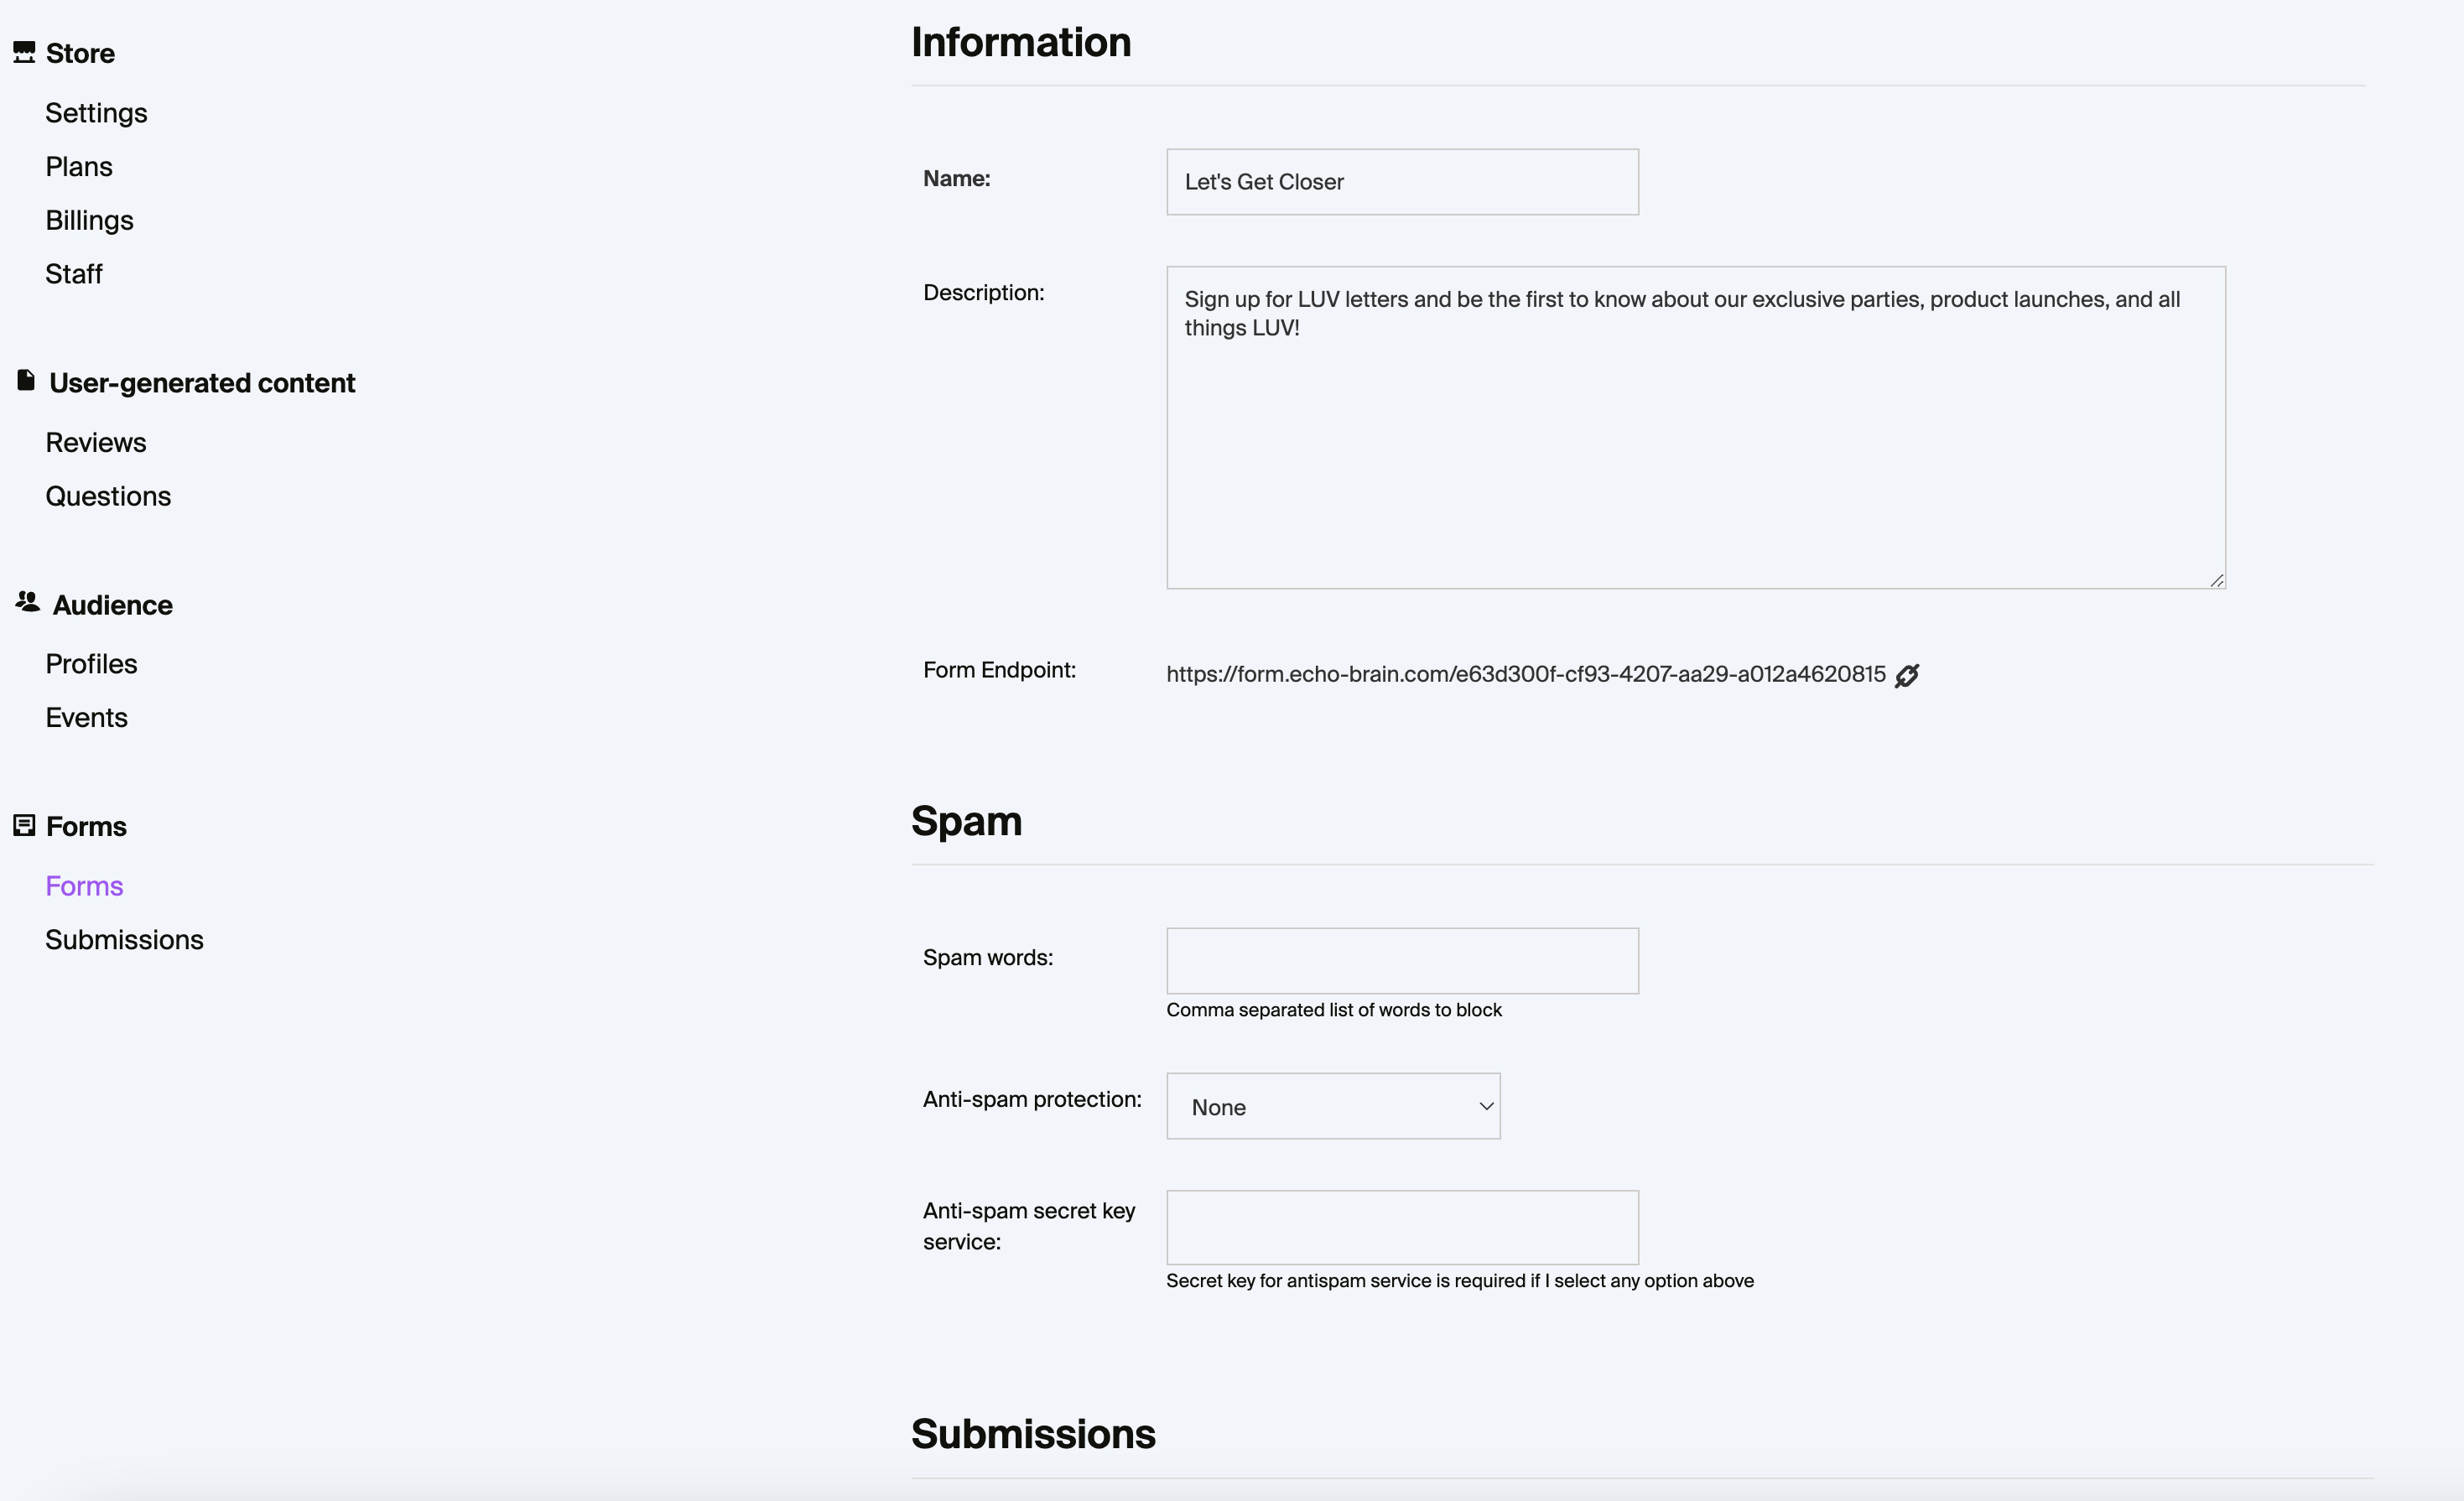 Store
Settings
Plans
Billings
Staff
User-generated content
Reviews
Questions
Audience
Profiles
Events
Forms
Forms
Submissions
Information
Name:
Let's Get Closer
Description:
Sign up for LUV letters and be the first to know about our exclusive parties, product launches, and all
things LUV!
Form Endpoint:
https://form.echo-brain.com/e63d300f-cf93-4207-aa29-a012a4620815
Spam
Spam words:
Comma separated list of words to block
Anti-spam protection:
None
Anti-spam secret key
service:
Secret key for antispam service is required if I select any option above
Submissions